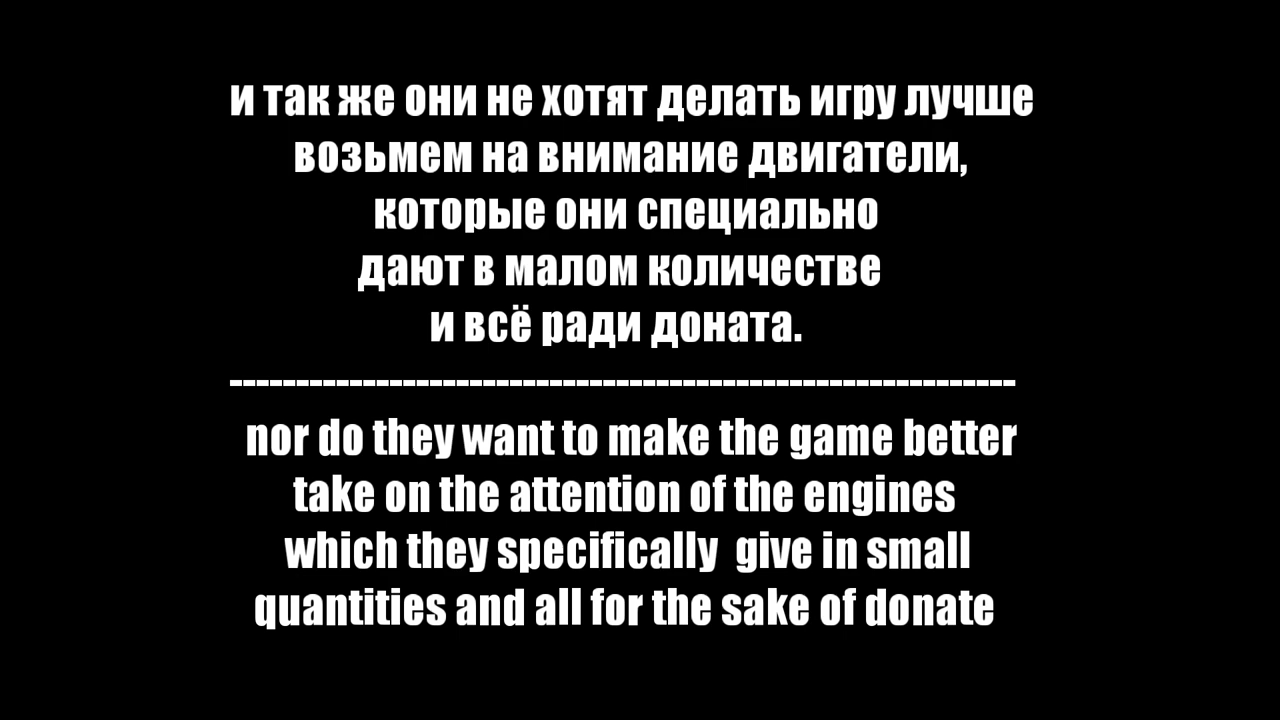 и так же они не хотят делать игру лучше
возьмем на внимание двигатели,
которые они специально
дают в малом количестве
и всё ради доната.
-----------------------------------------------------------
nor do they want to make the game better
take on the attention of the engines
which they specifically  give in small
quantities and all for the sake of donate